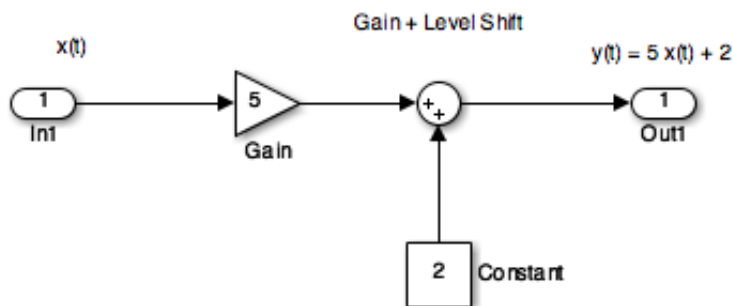 Gain + Level Shift
x(t)
y(t) = 5 x(t) + 2
1
5
+
+
1
In1
Gain
Out1
2
Constant